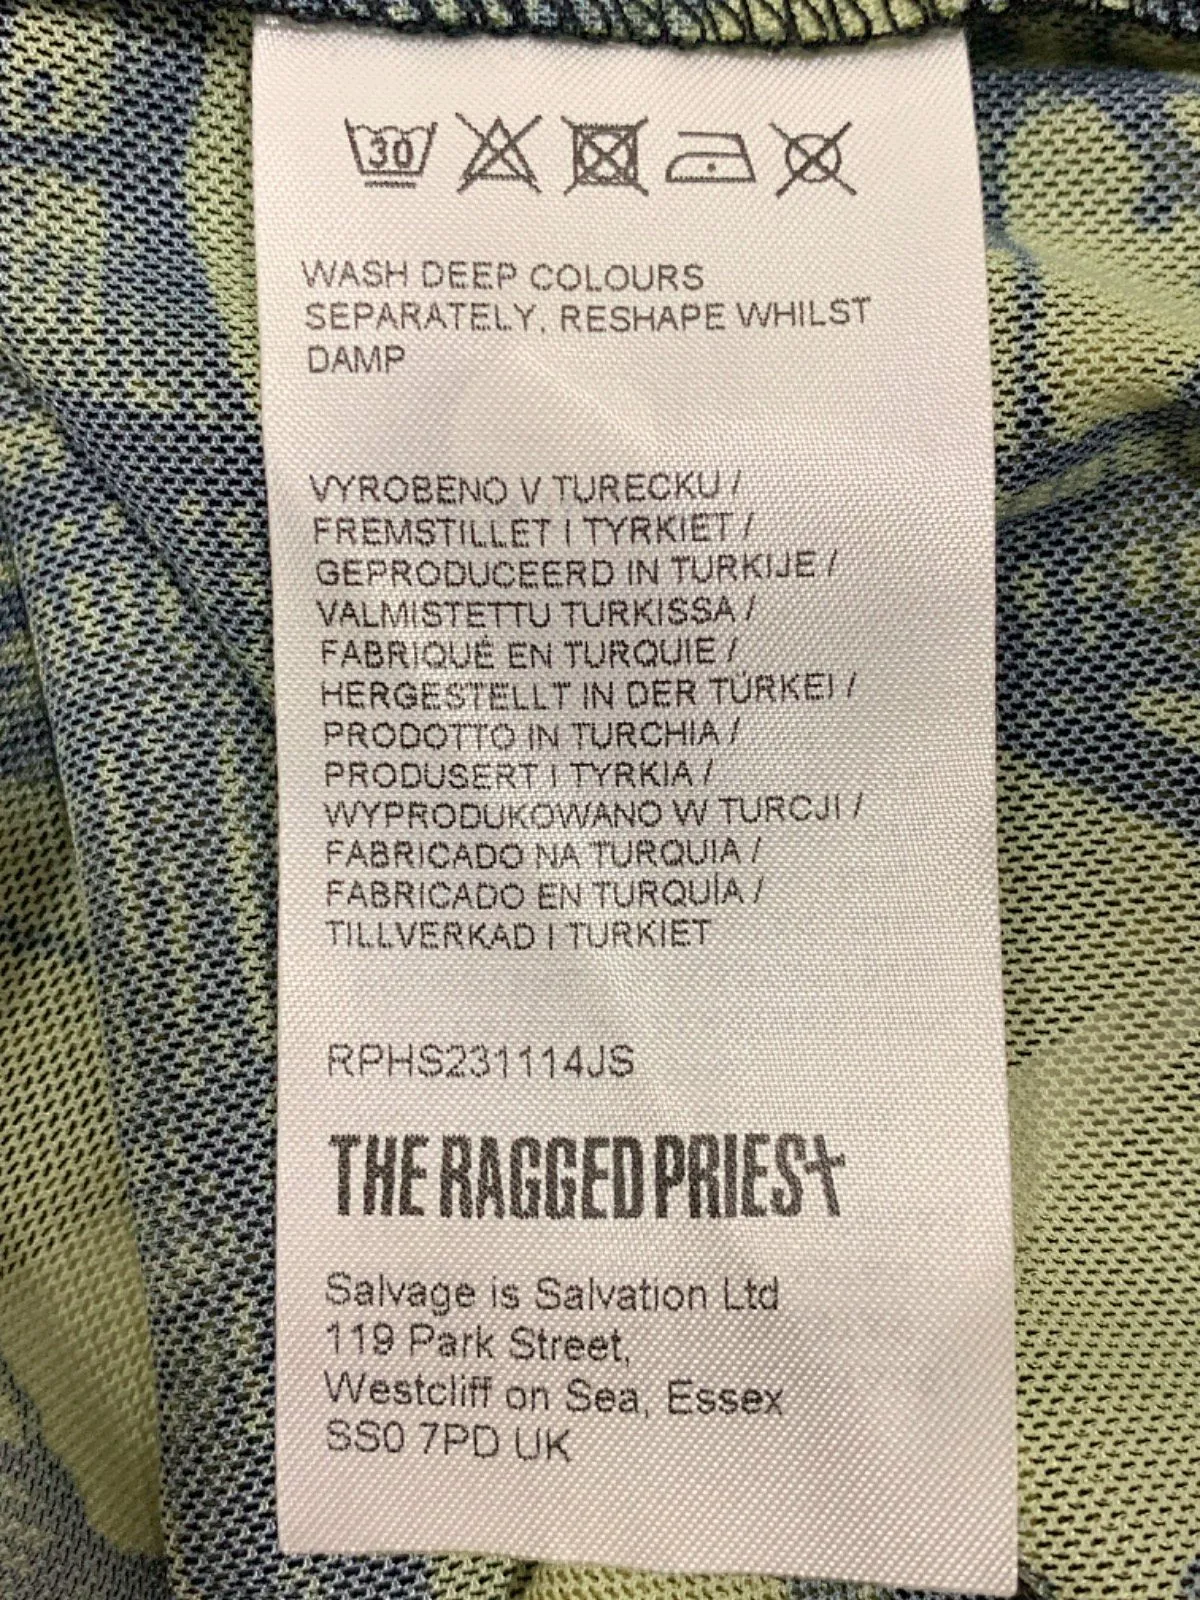 30
WASH DEEP COLOURS
SEPARATELY, RESHAPE WHILST
DAMP
VYROBENO V TURECKU /
FREMSTILLET I TYRKIET /
GEPRODUCEERD IN TURKIJE /
VALMISTETTU TURKISSA /
FABRIQUÉ EN TURQUIE /
HERGESTELLT IN DER TÜRKEI /
PRODOTTO IN TURCHIA /
PRODUSERT I TYRKIA /
WYPRODUKOWANO W TURCJI /
FABRICADO NA TURQUIA /
FABRICADO EN TURQUÍA /
TILLVERKAD I TURKIET
RPHS231114JS
THE RAGGED PRIEST
Salvage is Salvation Ltd
119 Park Street,
Westcliff on Sea, Essex
SS0 7PD UK